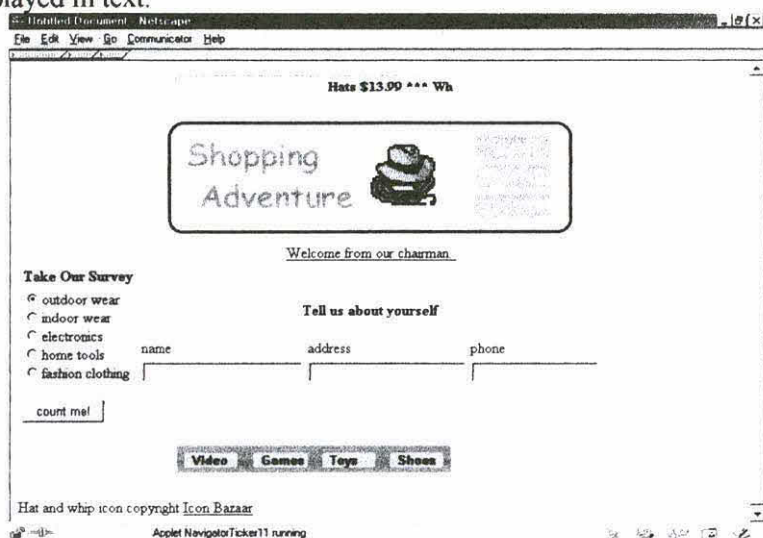 played in text.
Untitled Document - Netscape
File Edit View Go Communicator Help
Hats $13.99 *** Wh
Shopping
Adventure
Welcome from our chairman
Take Our Survey
outdoor wear
indoor wear
electronics
home tools
fashion clothing
Tell us about yourself
name address phone
count me!
Video Games Toys Shoes
Hat and whip icon copyright Icon Bazaar
Applet NavigatorTicker11 running